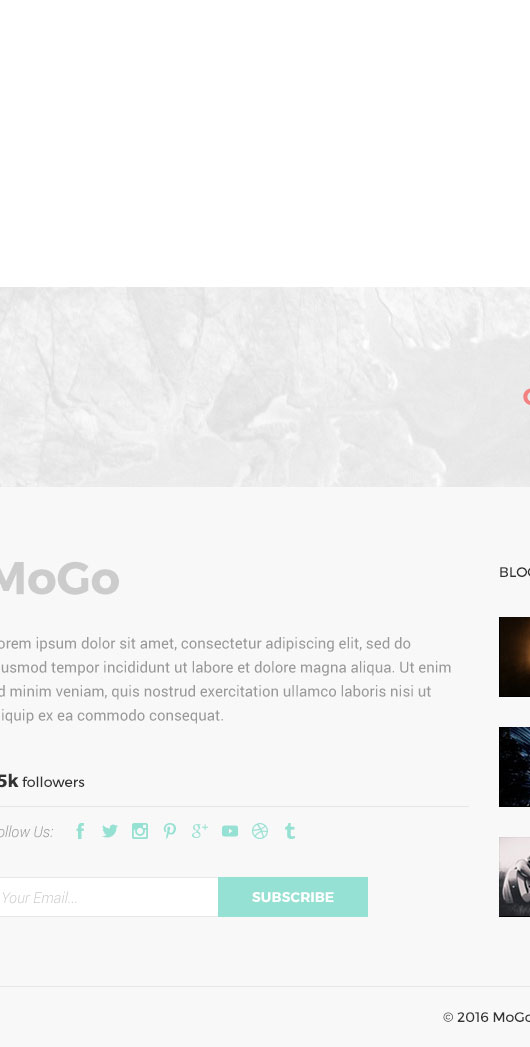 MoGo
orem ipsum dolor sit amet, consectetur adipiscing elit, sed do
usmod tempor incididunt ut labore et dolore magna aliqua. Ut enim
d minim veniam, quis nostrud exercitation ullamco laboris nisi ut
iquip ex ea commodo consequat.
5k followers
ollow Us:
Your Email...
SUBSCRIBE
BLO
© 2016 MoGo